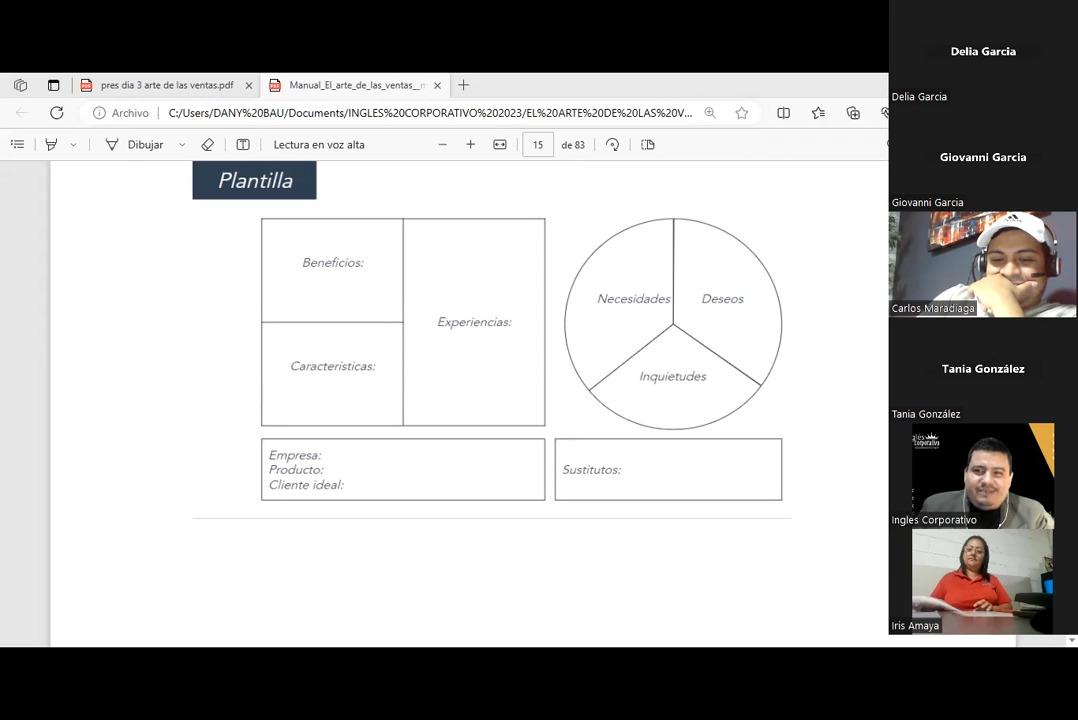 pres dia 3 arte de las ventas.pdf
Manual_El_arte_de_las_ventas__m
Archivo
C:/Users/DANY%20BAU/Documents/INGLES%20CORPORATIVO%202023/EL%20ARTE%20DE%20LAS%20V...
Dibujar
Lectura en voz alta
15
de 83
Plantilla
Beneficios:
Experiencias:
Características:
Necesidades
Deseos
Inquietudes
Empresa:
Producto:
Cliente ideal:
Sustitutos:
Delia Garcia
Delia Garcia
Giovanni Garcia
Giovanni Garcia
Carlos Maradiaga
Tania González
Tania González
Ingles Corporativo
Iris Amaya